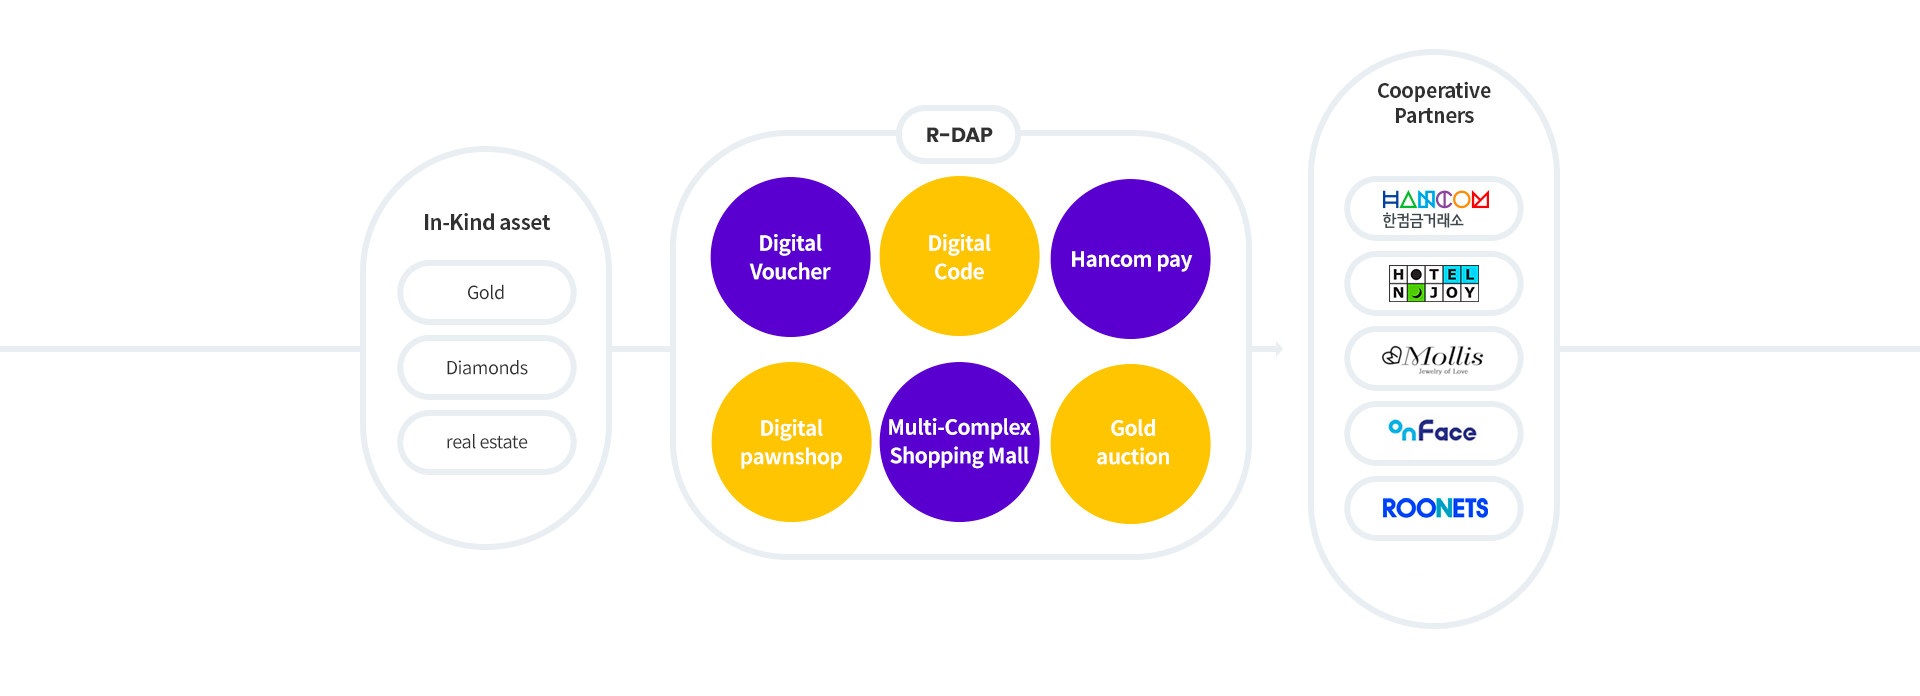 In-Kind asset
Gold
Diamonds
real estate
R-DAP
Digital
Voucher
Digital
Code
Hancom pay
Digital
pawnshop
Multi-Complex
Shopping Mall
Gold
auction
Cooperative
Partners
HANCOM
한컴금거래소
HOTEL
NOJOY
Mollis
Jewelry of Love
onFace
ROONETS